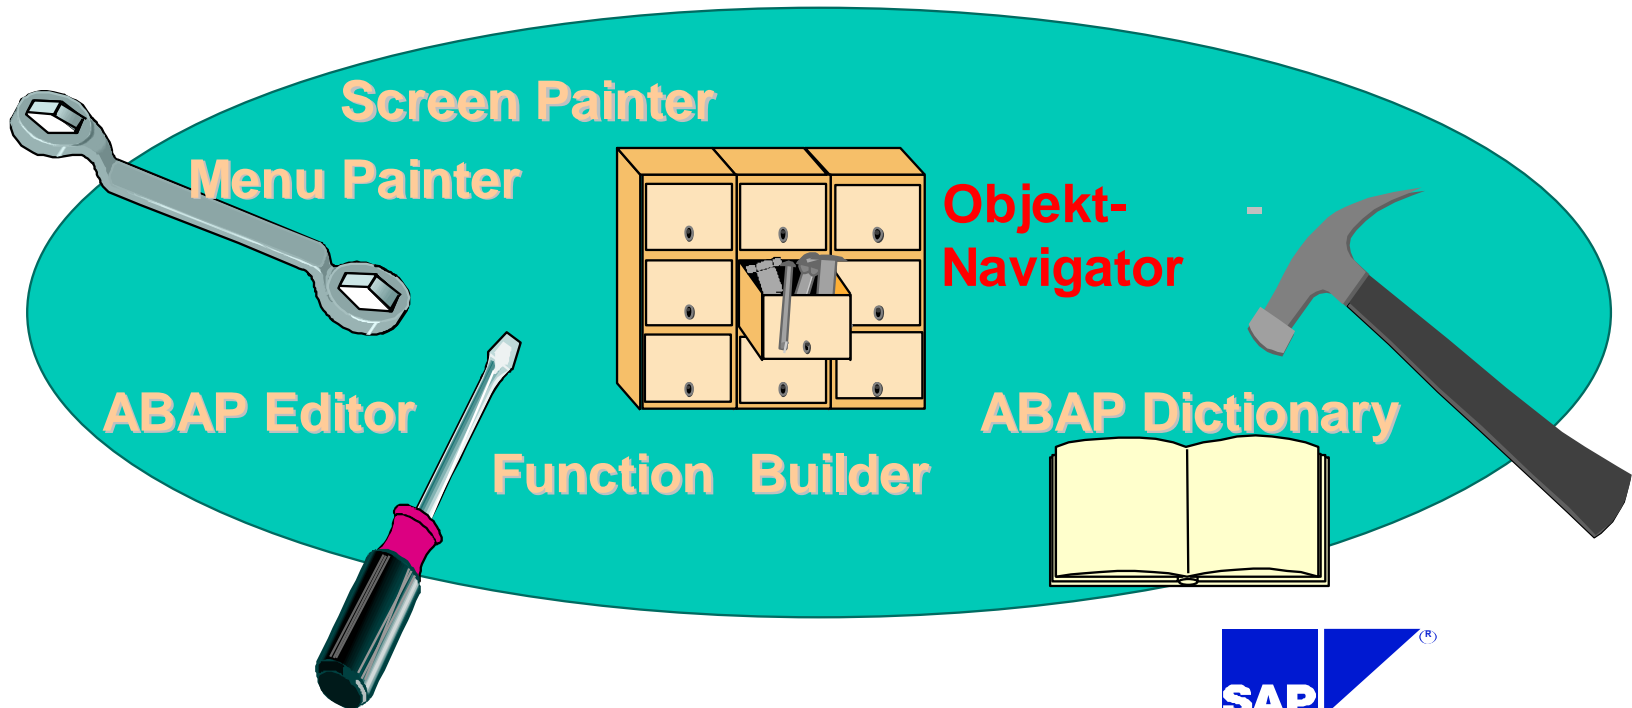 Screen Painter
Menu Painter
Objekt- -
Navigator
ABAP Editor
ABAP Dictionary
Function Builder
SAP ®